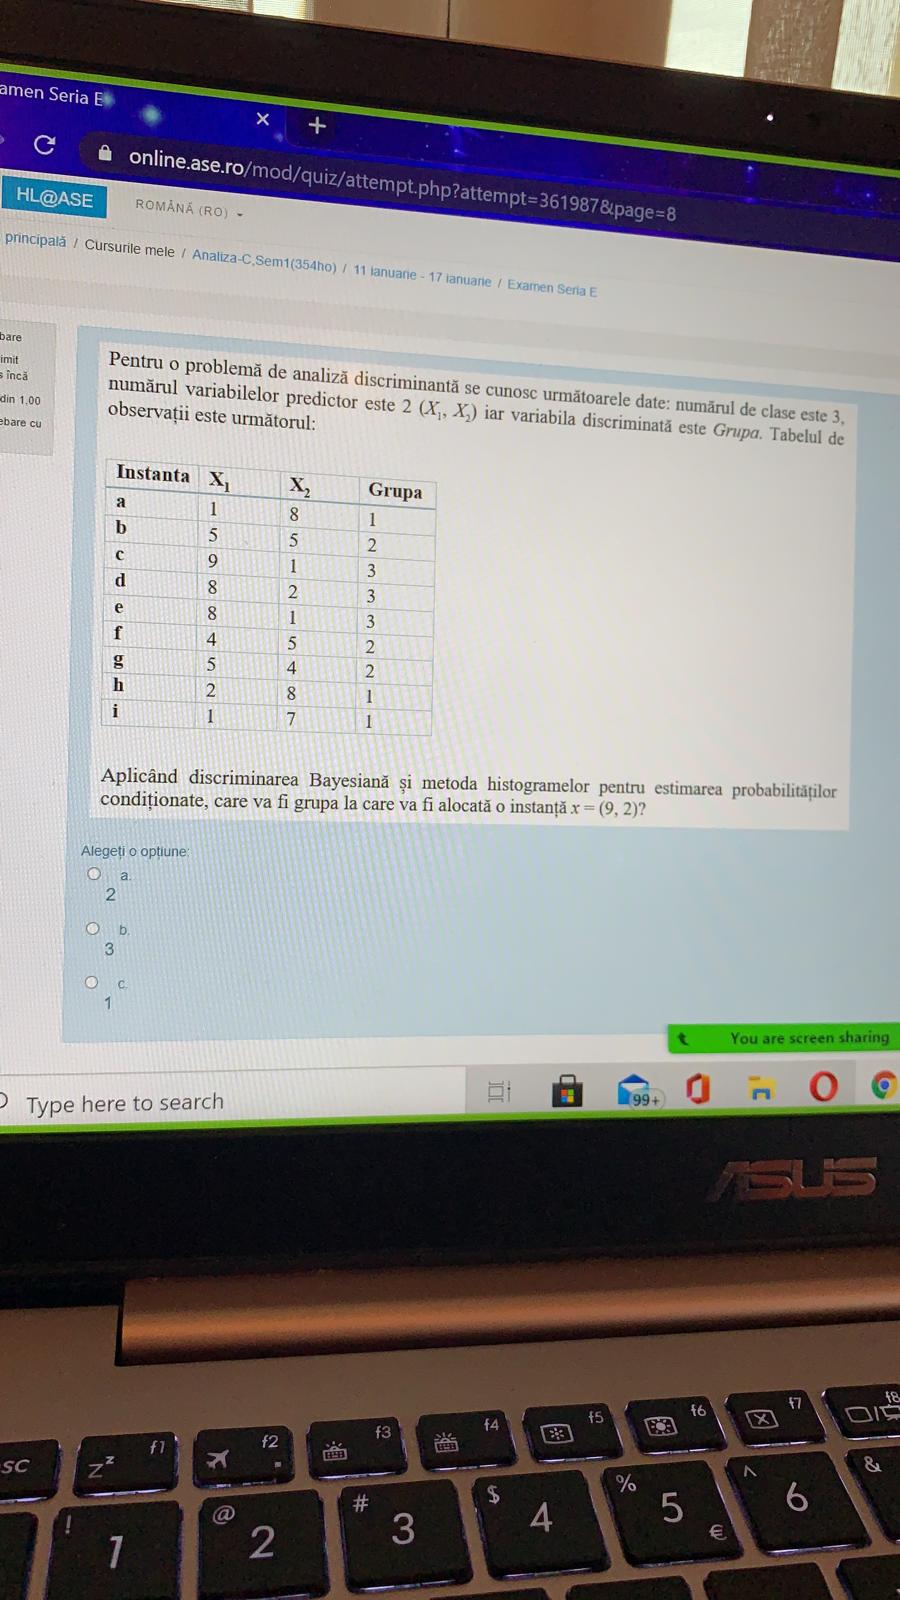 amen Seria E
online.ase.ro/mod/quiz/attempt.php?attempt=361987&page=8
HL@ASE
ROMÂNĂ (RO)
principală / Cursurile mele / Analiza-C,Sem1(354ho) / 11 ianuarie - 17 ianuarie / Examen Seria E
bare
imit
s încă
din 1,00
ebare cu
Pentru o problemă de analiză discriminantă se cunosc următoarele date: numărul de clase este 3,
numărul variabilelor predictor este 2 (X1, X2) iar variabila discriminată este Grupa. Tabelul de
observații este următorul:
Instanta X1 X2 Grupa
a 1 8 1
b 5 5 2
c 9 1 3
d 8 2 3
e 8 1 3
f 4 5 2
g 5 4 2
h 2 8 1
i 1 7 1
Aplicând discriminarea Bayesiană și metoda histogramelor pentru estimarea probabilităților
condiționate, care va fi grupa la care va fi alocată o instanță x = (9, 2)?
Alegeți o opțiune:
a.
2
b.
3
c.
1
You are screen sharing
Type here to search
99+
ASUS
sc f1 f2 f3 f4 f5 f6 f7 f8
! 1 @ 2 # 3 $ 4 % 5 € ^ 6 &